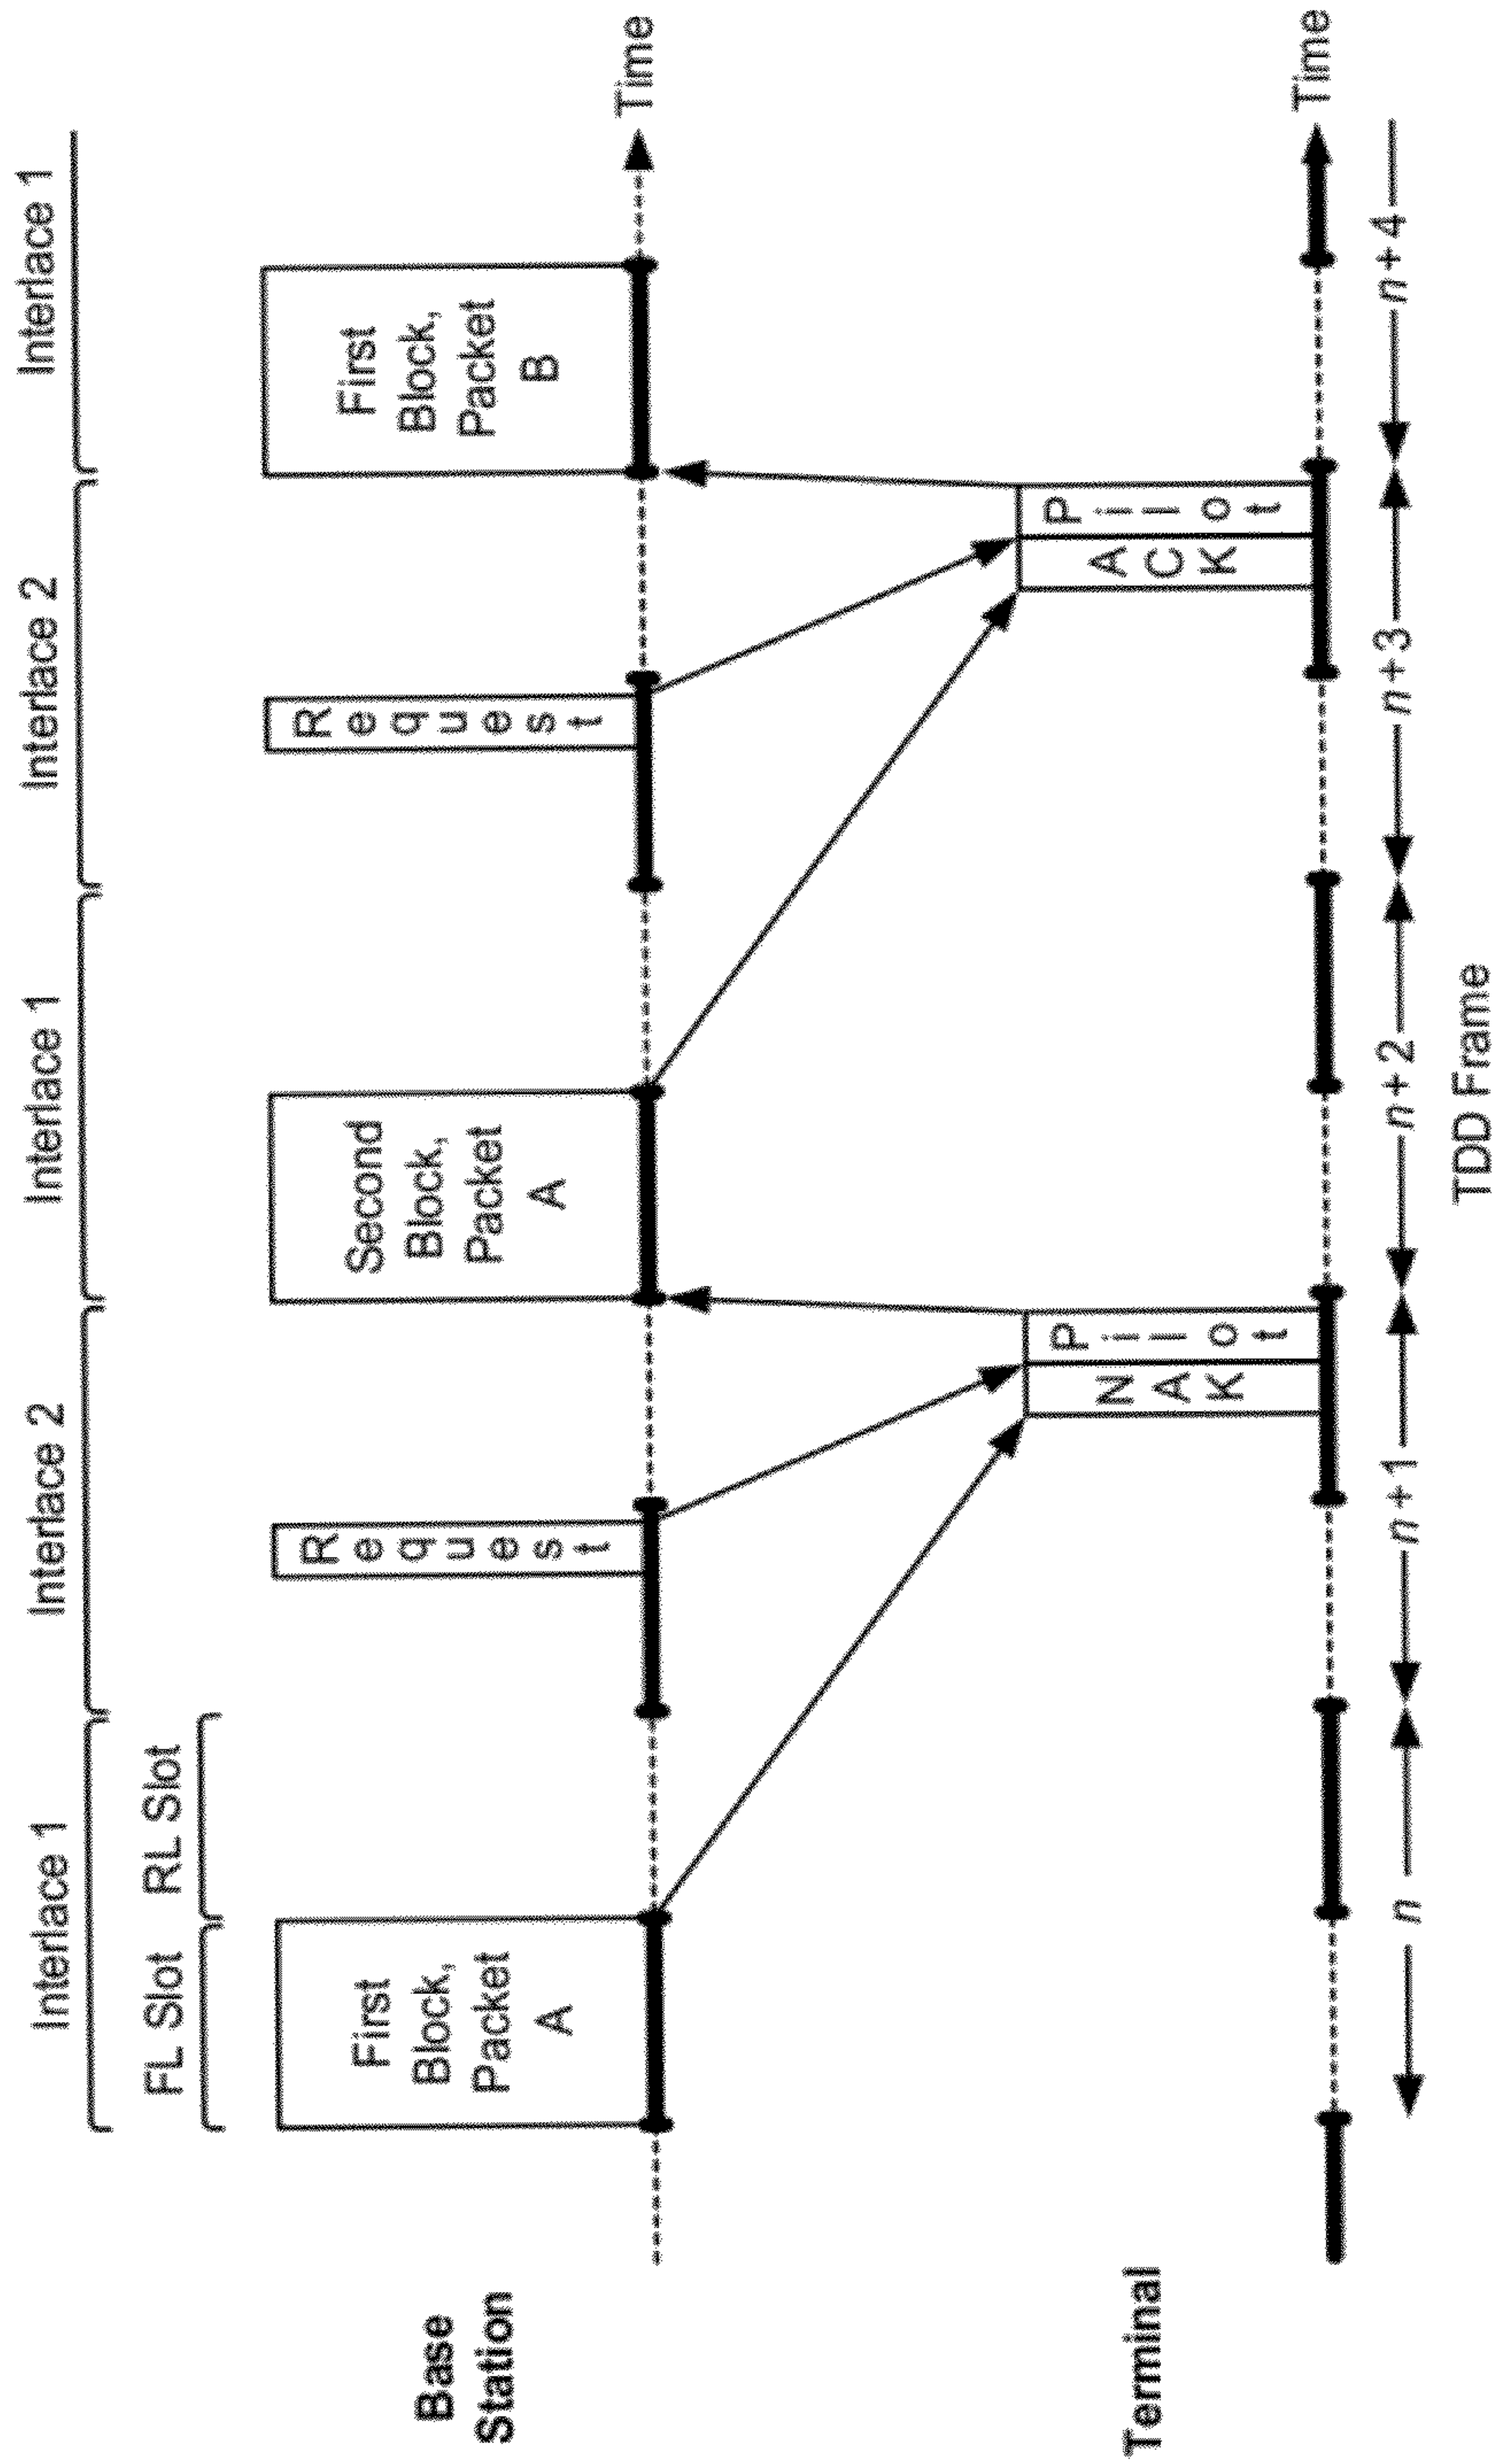 Interlace 1
Interlace 2
Interlace 1
Interlace 2
Interlace 1
FL Slot
RL Slot
Base
Station
First
Block,
Packet
A
Request
Second
Block,
Packet
A
Request
First
Block,
Packet
B
Time
Terminal
NAK
Pilot
ACK
Pilot
Time
n
n+1
n+2
n+3
n+4
TDD Frame